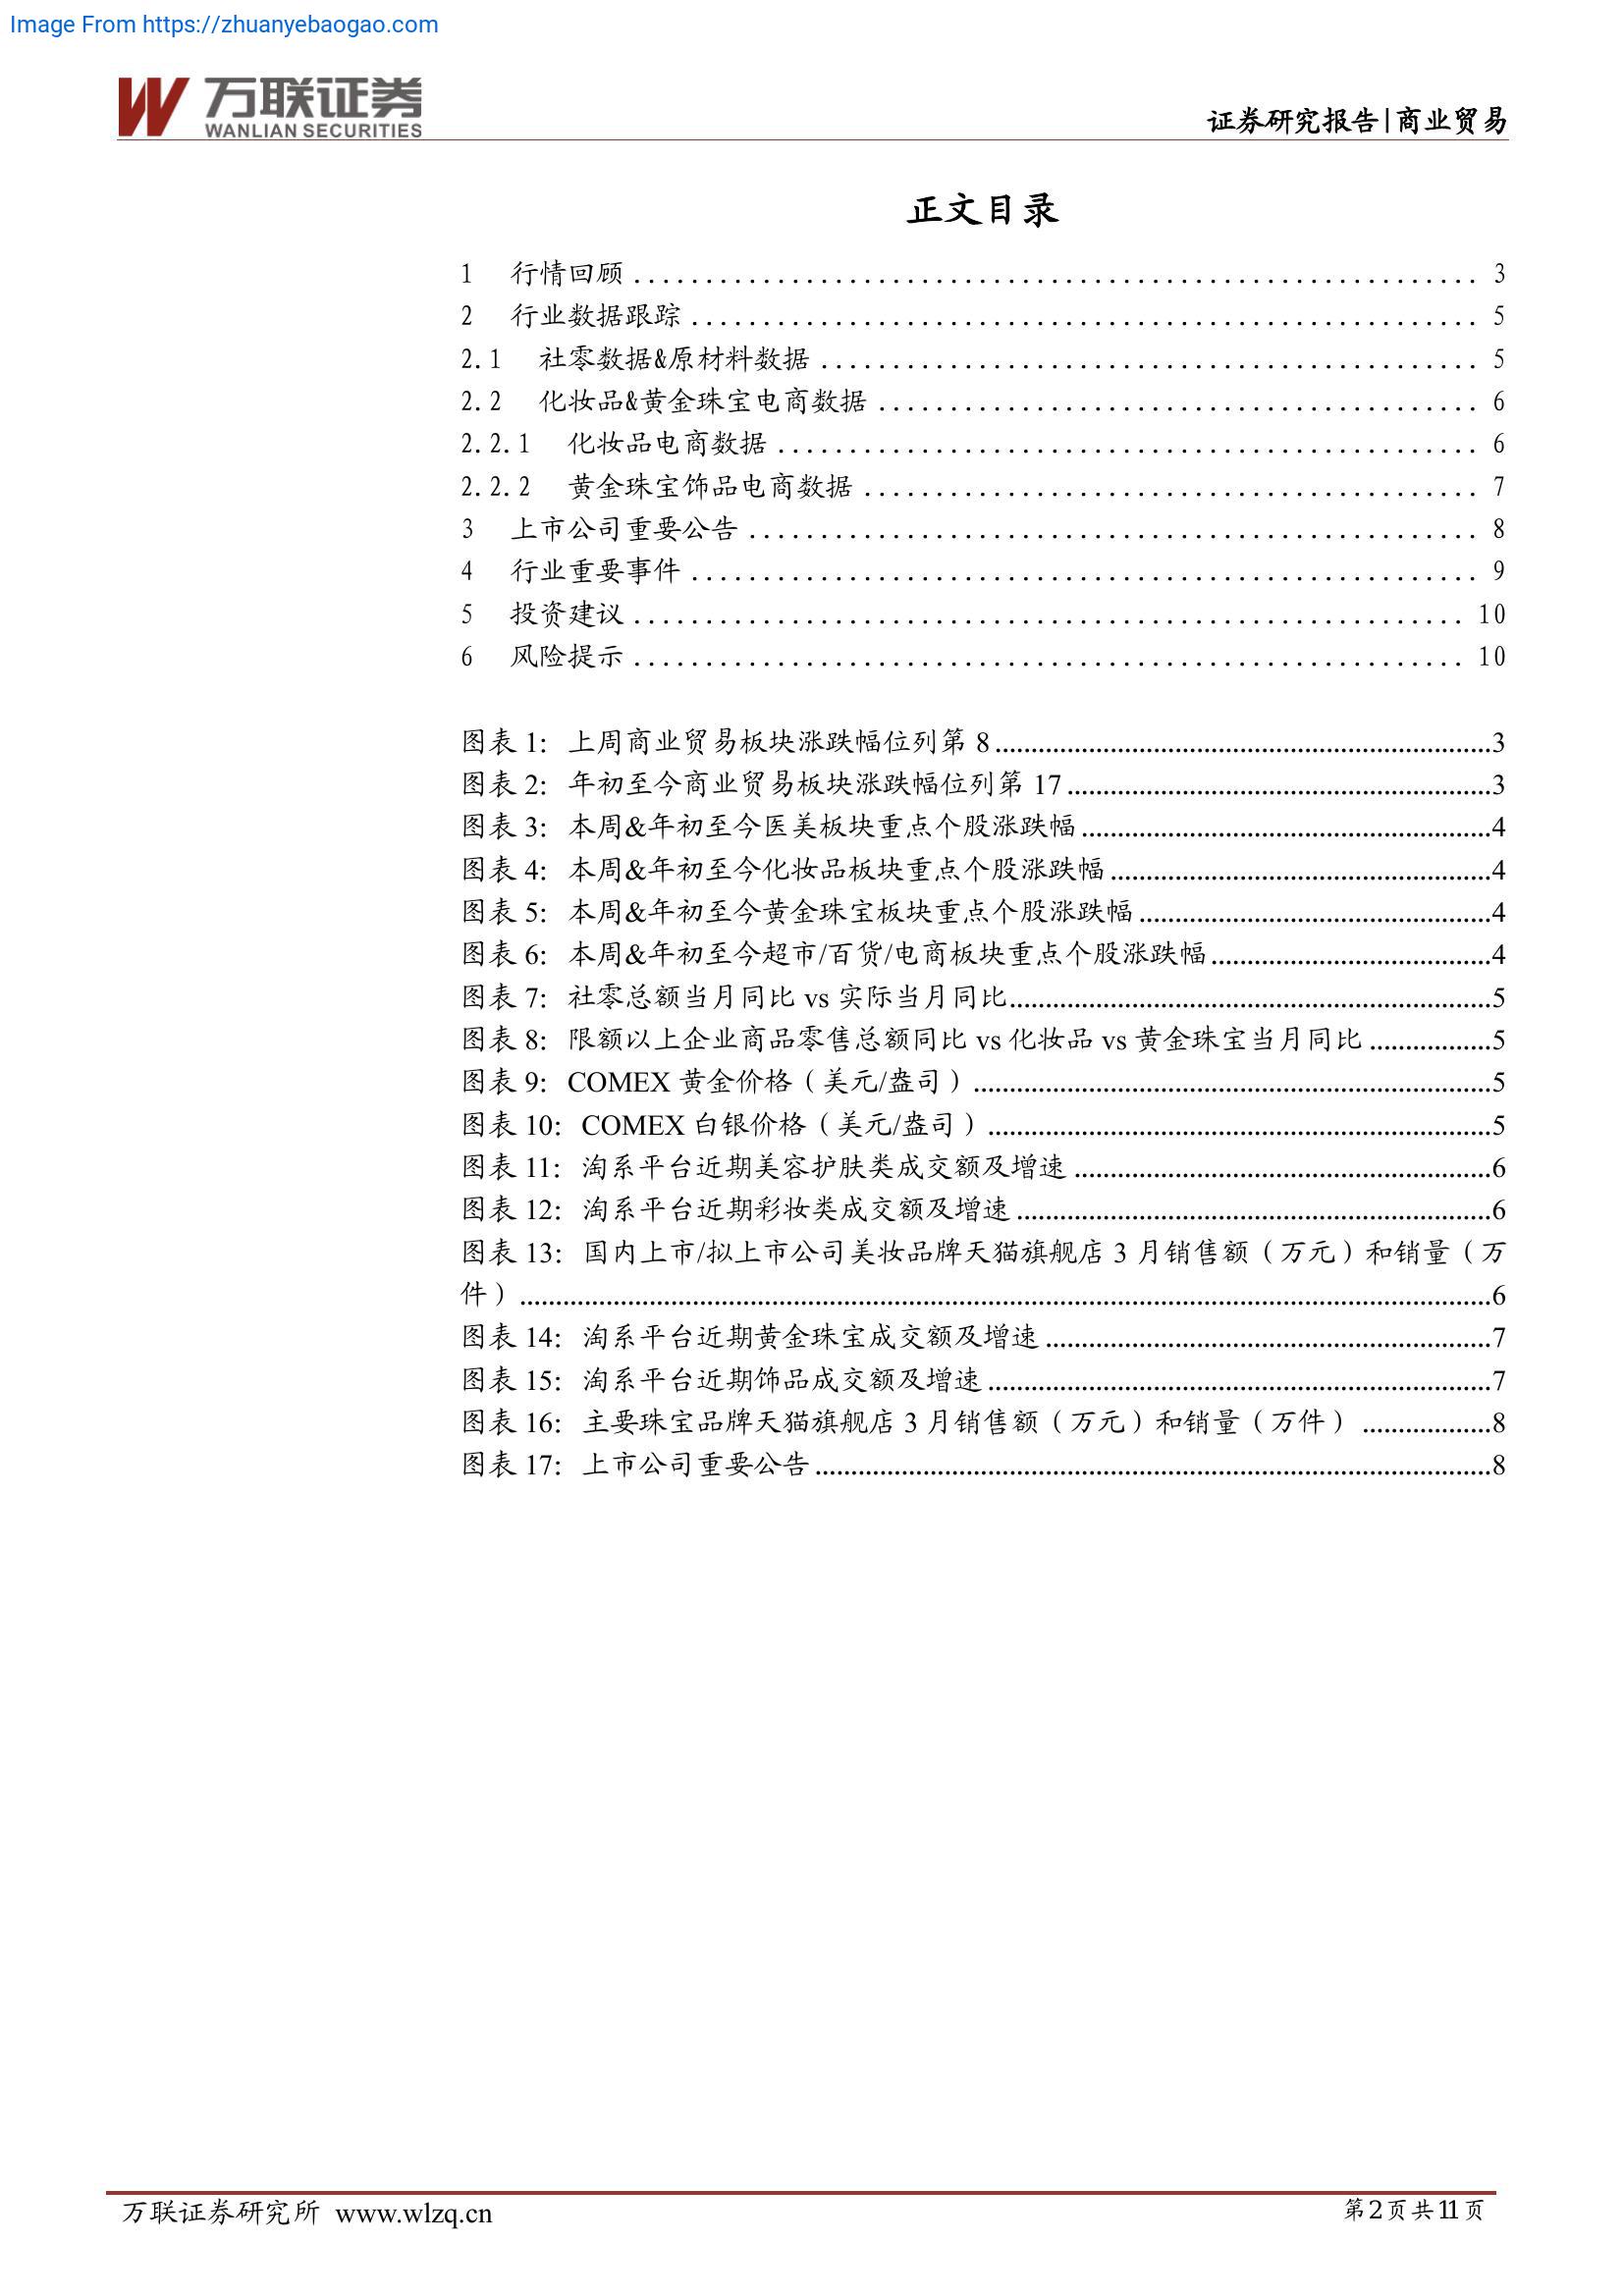 Image From https://zhuanyebaogao.com
万联证券
WANLIAN SECURITIES
证券研究报告|商业贸易
正文目录
1 行情回顾 ........................................................... 3
2 行业数据跟踪 ....................................................... 5
2.1 社零数据&原材料数据 .............................................. 5
2.2 化妆品&黄金珠宝电商数据 .......................................... 6
2.2.1 化妆品电商数据 ................................................. 6
2.2.2 黄金珠宝饰品电商数据 ........................................... 7
3 上市公司重要公告 ................................................... 8
4 行业重要事件 ....................................................... 9
5 投资建议 .......................................................... 10
6 风险提示 .......................................................... 10
图表 1: 上周商业贸易板块涨跌幅位列第 8.....................................................................3
图表 2: 年初至今商业贸易板块涨跌幅位列第 17...........................................................3
图表 3: 本周&年初至今医美板块重点个股涨跌幅.........................................................4
图表 4: 本周&年初至今化妆品板块重点个股涨跌幅.....................................................4
图表 5: 本周&年初至今黄金珠宝板块重点个股涨跌幅.................................................4
图表 6: 本周&年初至今超市/百货/电商板块重点个股涨跌幅.......................................4
图表 7: 社零总额当月同比 vs 实际当月同比...................................................................5
图表 8: 限额以上企业商品零售总额同比 vs 化妆品 vs 黄金珠宝当月同比.................5
图表 9: COMEX 黄金价格（美元/盎司）........................................................................5
图表 10: COMEX 白银价格（美元/盎司）......................................................................5
图表 11: 淘系平台近期美容护肤类成交额及增速..........................................................6
图表 12: 淘系平台近期彩妆类成交额及增速..................................................................6
图表 13: 国内上市/拟上市公司美妆品牌天猫旗舰店 3 月销售额（万元）和销量（万
件）.......................................................................................................................................6
图表 14: 淘系平台近期黄金珠宝成交额及增速..............................................................7
图表 15: 淘系平台近期饰品成交额及增速......................................................................7
图表 16: 主要珠宝品牌天猫旗舰店 3 月销售额（万元）和销量（万件）..................8
图表 17: 上市公司重要公告..............................................................................................8
万联证券研究所 www.wlzq.cn
第2页共11页